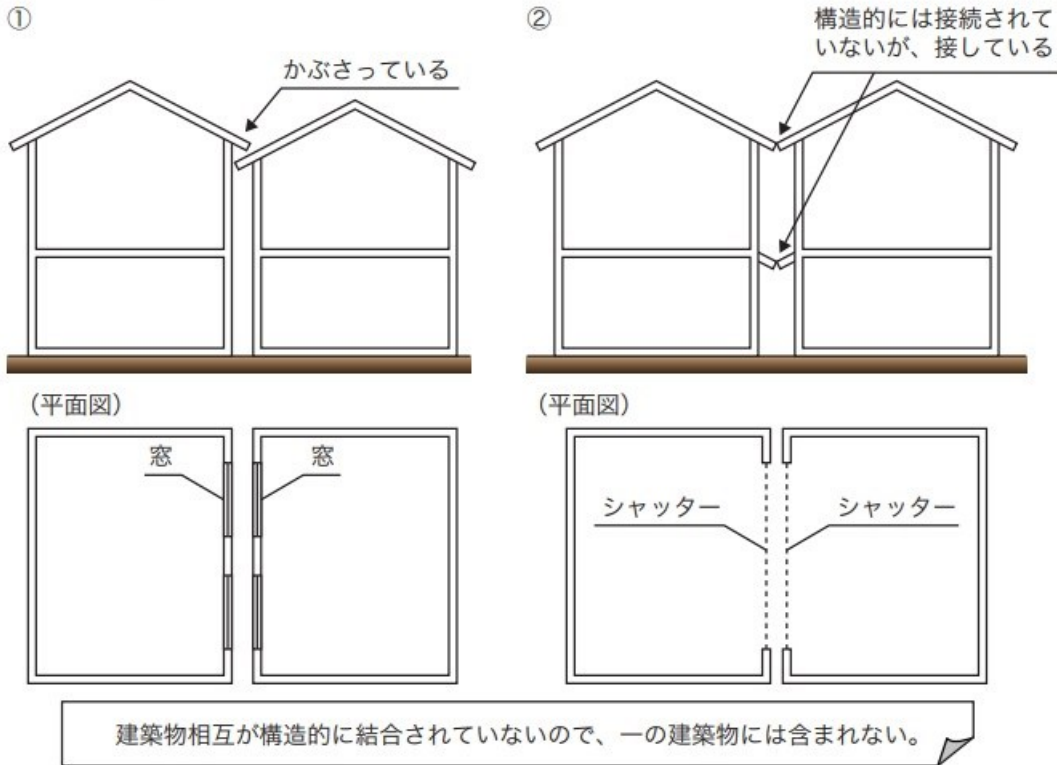 ①
かぶさっている
②
構造的には接続されて
いないが、接している
(平面図)
窓
窓
(平面図)
シャッター
シャッター
建築物相互が構造的に結合されていないので、一の建築物には含まれない。